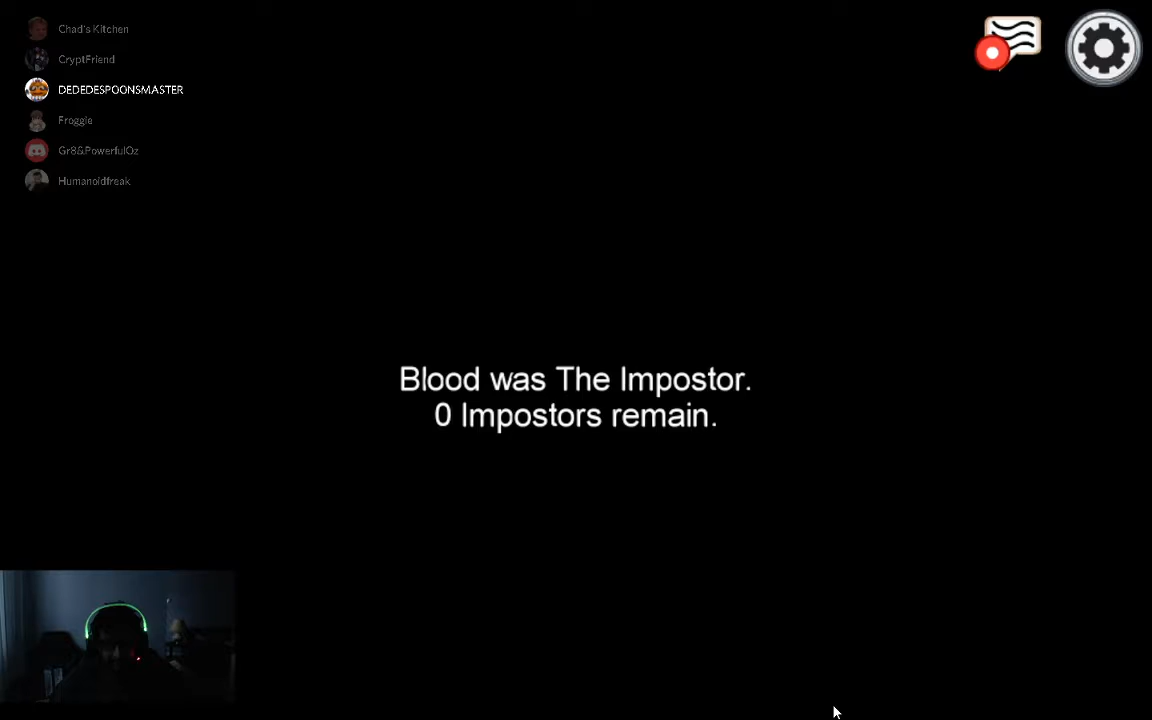 Chad's Kitchen
CryptFriend
DEDEDESPOONSMASTER
Froggie
Gr8&PowerfulOz
Humanoidfreak
Blood was The Impostor.
0 Impostors remain.